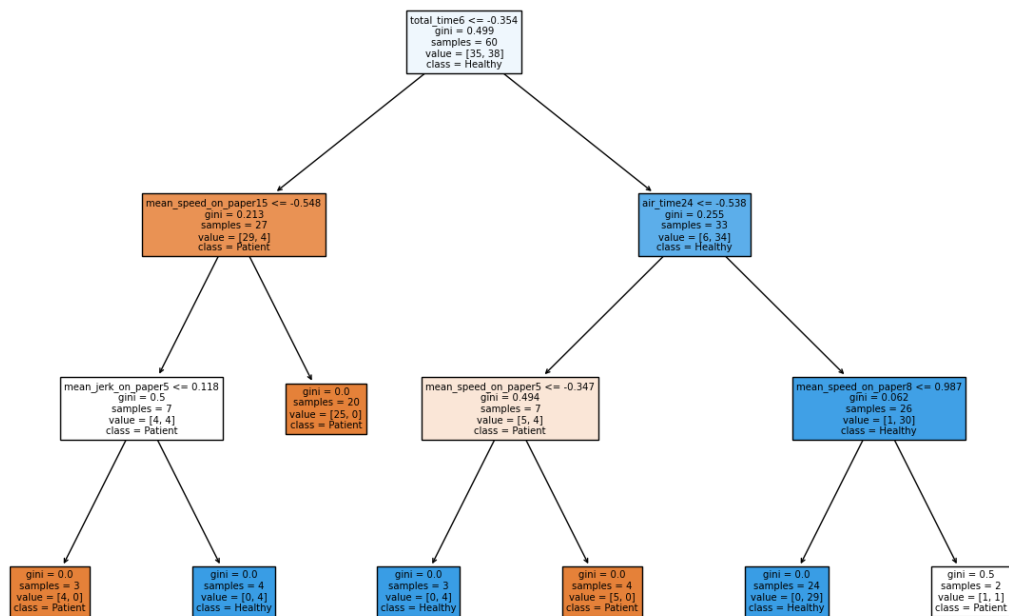 total_time6 <= -0.354
gini = 0.499
samples = 60
value = [35, 38]
class = Healthy
mean_speed_on_paper15 <= -0.548
gini = 0.213
samples = 27
value = [29, 4]
class = Patient
air_time24 <= -0.538
gini = 0.255
samples = 33
value = [6, 34]
class = Healthy
mean_jerk_on_paper5 <= 0.118
gini = 0.5
samples = 7
value = [4, 4]
class = Patient
gini = 0.0
samples = 20
value = [25, 0]
class = Patient
mean_speed_on_paper5 <= -0.347
gini = 0.494
samples = 7
value = [5, 4]
class = Patient
mean_speed_on_paper8 <= 0.987
gini = 0.062
samples = 26
value = [1, 30]
class = Healthy
gini = 0.0
samples = 3
value = [4, 0]
class = Patient
gini = 0.0
samples = 4
value = [0, 4]
class = Healthy
gini = 0.0
samples = 3
value = [0, 4]
class = Healthy
gini = 0.0
samples = 4
value = [5, 0]
class = Patient
gini = 0.0
samples = 24
value = [0, 29]
class = Healthy
gini = 0.5
samples = 2
value = [1, 1]
class = Patient